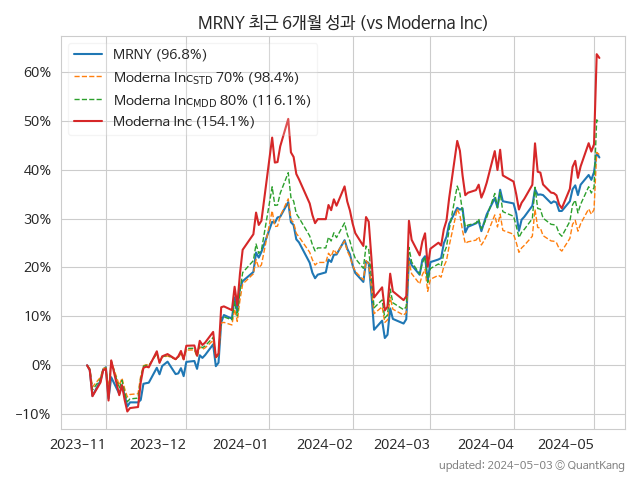 MRNY 최근 6개월 성과 (vs Moderna Inc)
MRNY (96.8%)
Moderna Inc_STD 70% (98.4%)
Moderna Inc_MDD 80% (116.1%)
Moderna Inc (154.1%)
60%
50%
40%
30%
20%
10%
0%
−10%
2023-11 2023-12 2024-01 2024-02 2024-03 2024-04 2024-05
updated: 2024-05-03 ⓒ QuantKang